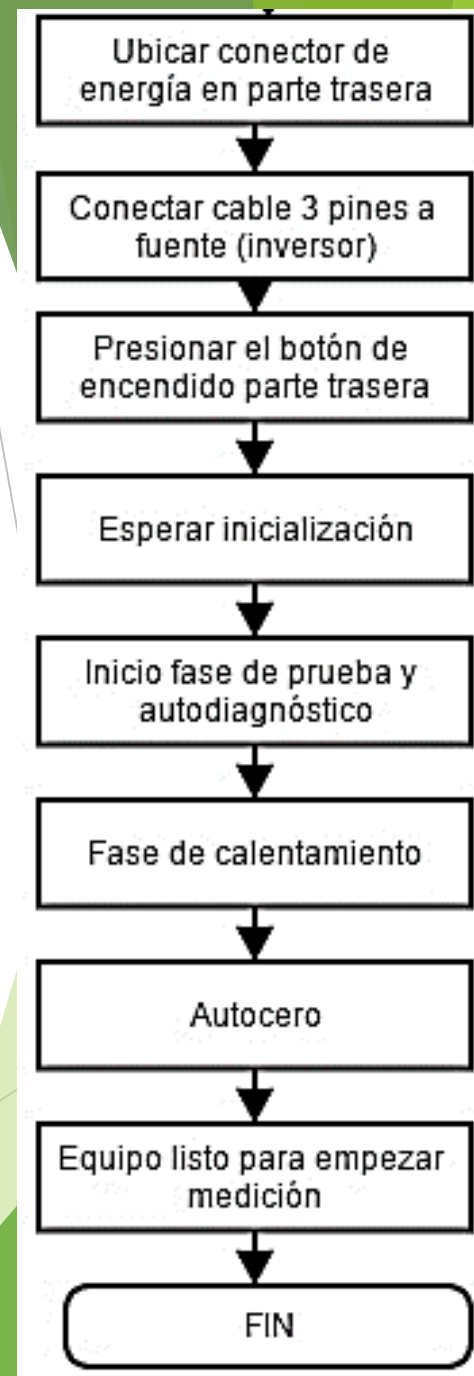 Ubicar conector de
energía en parte trasera
Conectar cable 3 pines a
fuente (inversor)
Presionar el botón de
encendido parte trasera
Esperar inicialización
Inicio fase de prueba y
autodiagnóstico
Fase de calentamiento
Autocero
Equipo listo para empezar
medición
FIN